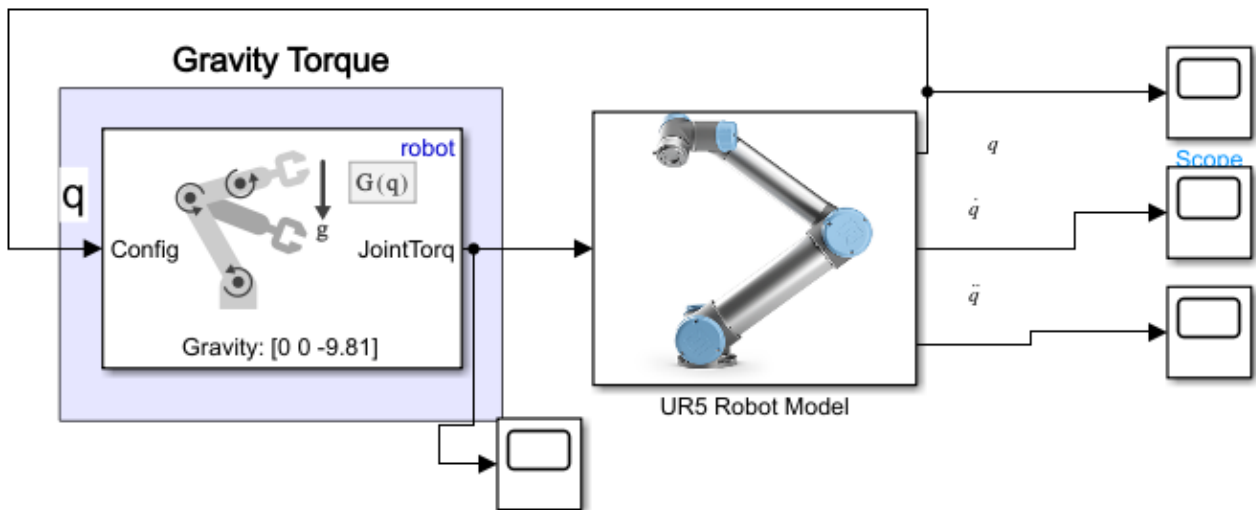 Gravity Torque
robot
G(q)
q
g
Config
JointTorq
Gravity: [0 0 -9.81]
UR5 Robot Model
q
Scope
q̇
q̈